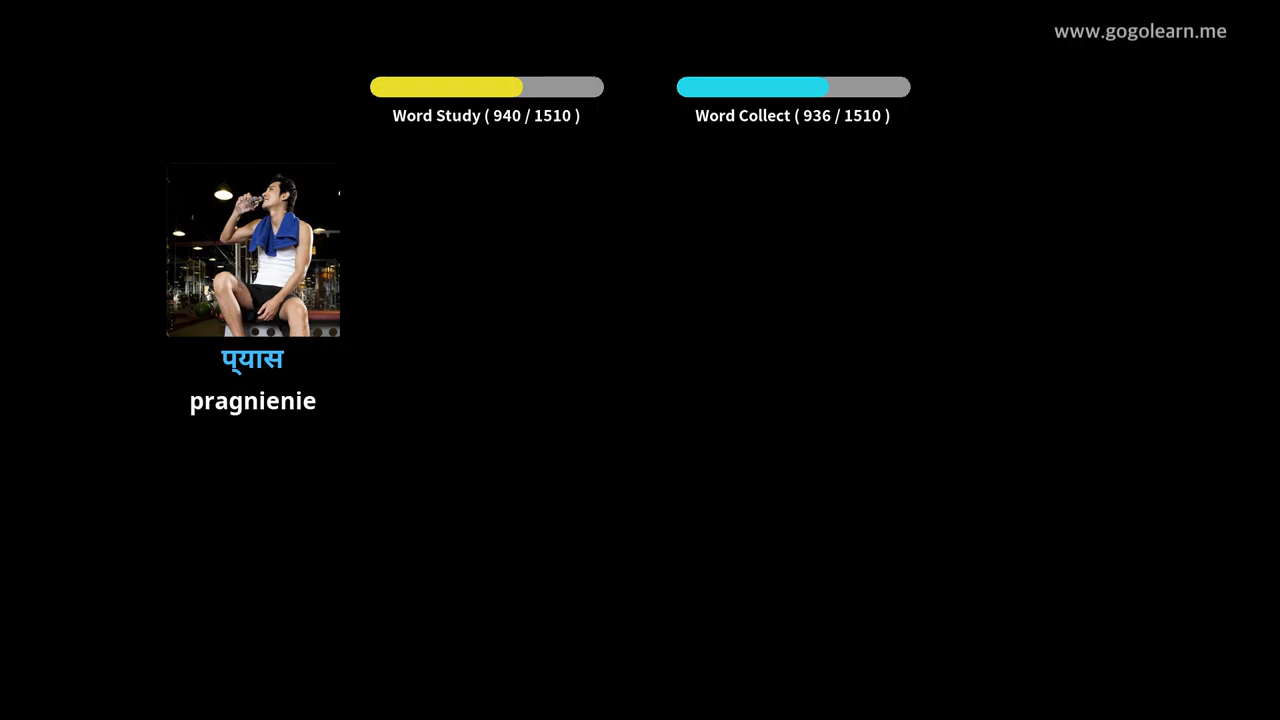 www.gogolearn.me
Word Study ( 940 / 1510 )
Word Collect ( 936 / 1510 )
प्यास
pragnienie